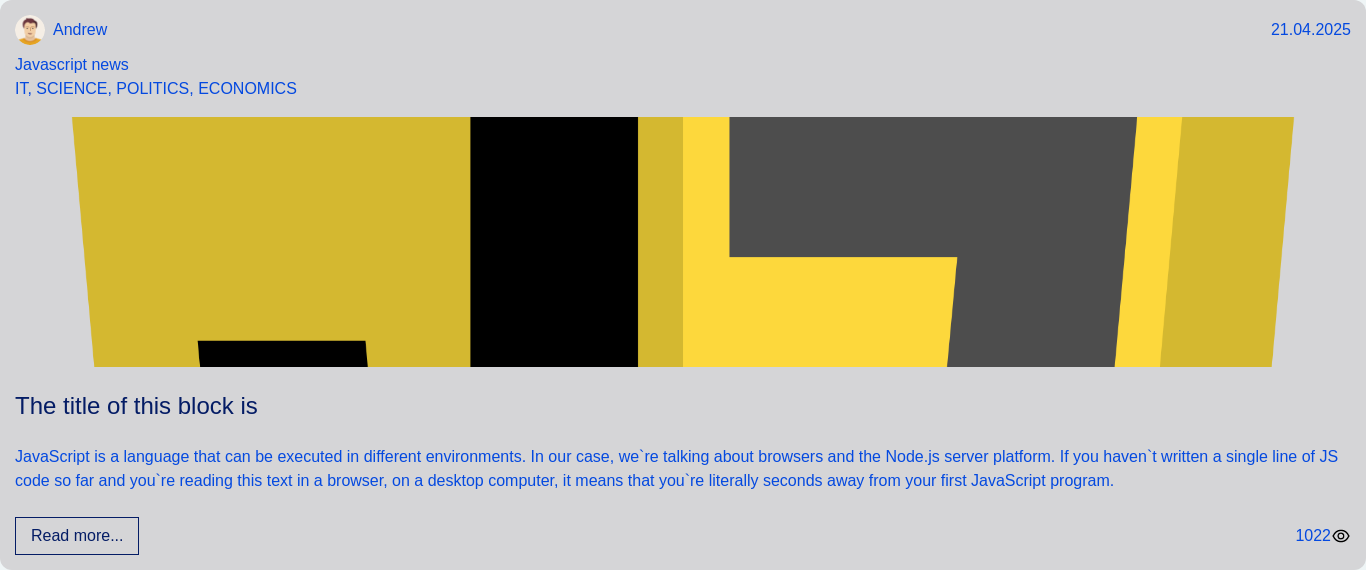 Andrew
21.04.2025
Javascript news
IT, SCIENCE, POLITICS, ECONOMICS
The title of this block is
JavaScript is a language that can be executed in different environments. In our case, we`re talking about browsers and the Node.js server platform. If you haven`t written a single line of JS
code so far and you`re reading this text in a browser, on a desktop computer, it means that you`re literally seconds away from your first JavaScript program.
Read more...
1022